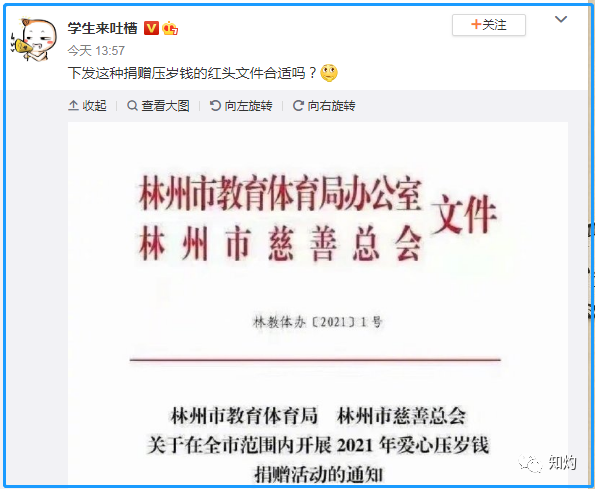 学生来吐槽
+关注
今天 13:57
下发这种捐赠压岁钱的红头文件合适吗?
收起 查看大图 向左旋转 向右旋转
林州市教育体育局办公室
文件
林州市慈善总会
林教体办〔2021〕1号
林州市教育体育局 林州市慈善总会
关于在全市范围内开展 2021 年爱心压岁钱
捐赠活动的通知
知灼